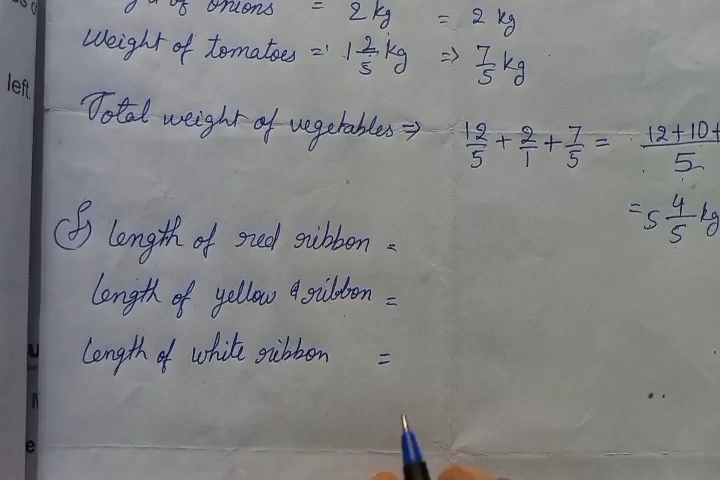 of onions = 2 kg = 2 kg
Weight of tomatoes = 1 2/5 kg => 7/5 kg
left.
Total weight of vegetables => 12/5 + 2/1 + 7/5 = 12+10+/5
= 5 4/5 kg
f) length of red ribbon =
length of yellow ribbon =
length of white ribbon =
e